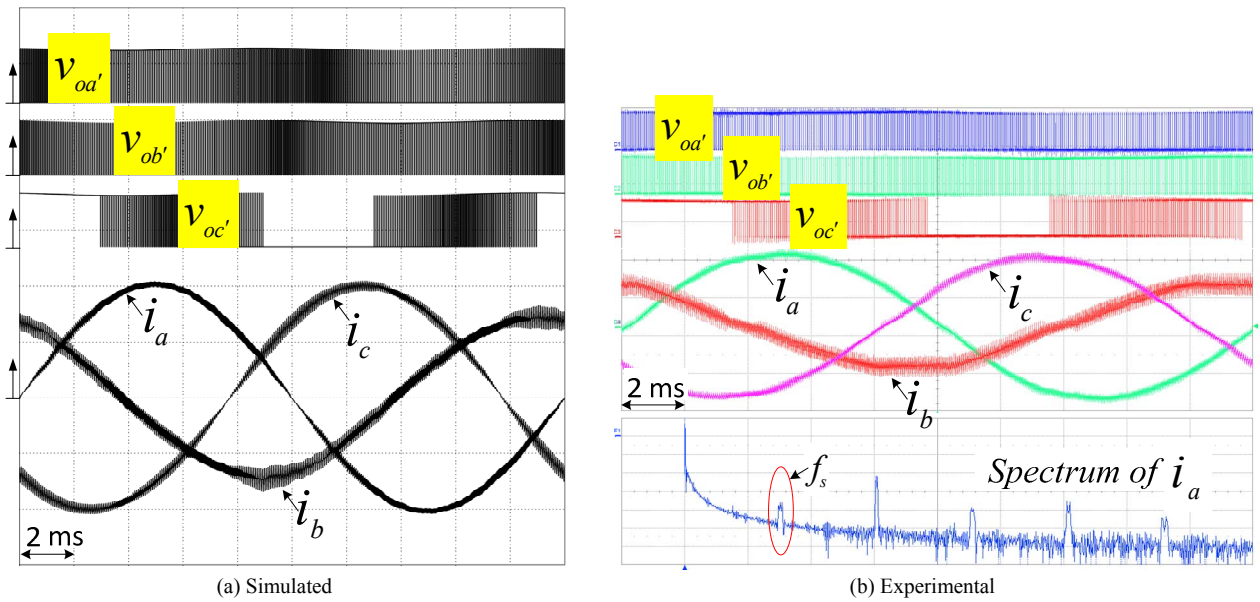 v_oa'
v_ob'
v_oc'
i_a
i_c
i_b
2 ms
(a) Simulated
v_oa'
v_ob'
v_oc'
i_a
i_c
i_b
2 ms
f_s
Spectrum of i_a
(b) Experimental